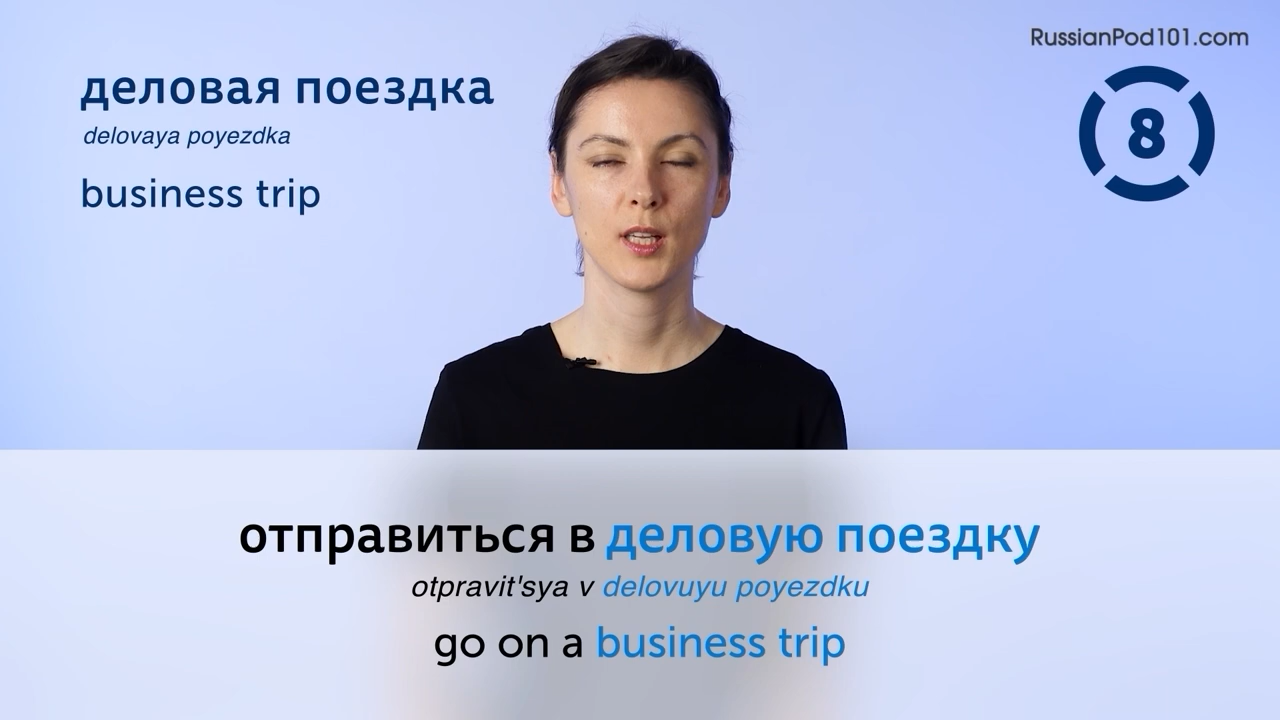 RussianPod101.com
деловая поездка
delovaya poyezdka
business trip
8
отправиться в деловую поездку
otpravit'sya v delovuyu poyezdku
go on a business trip